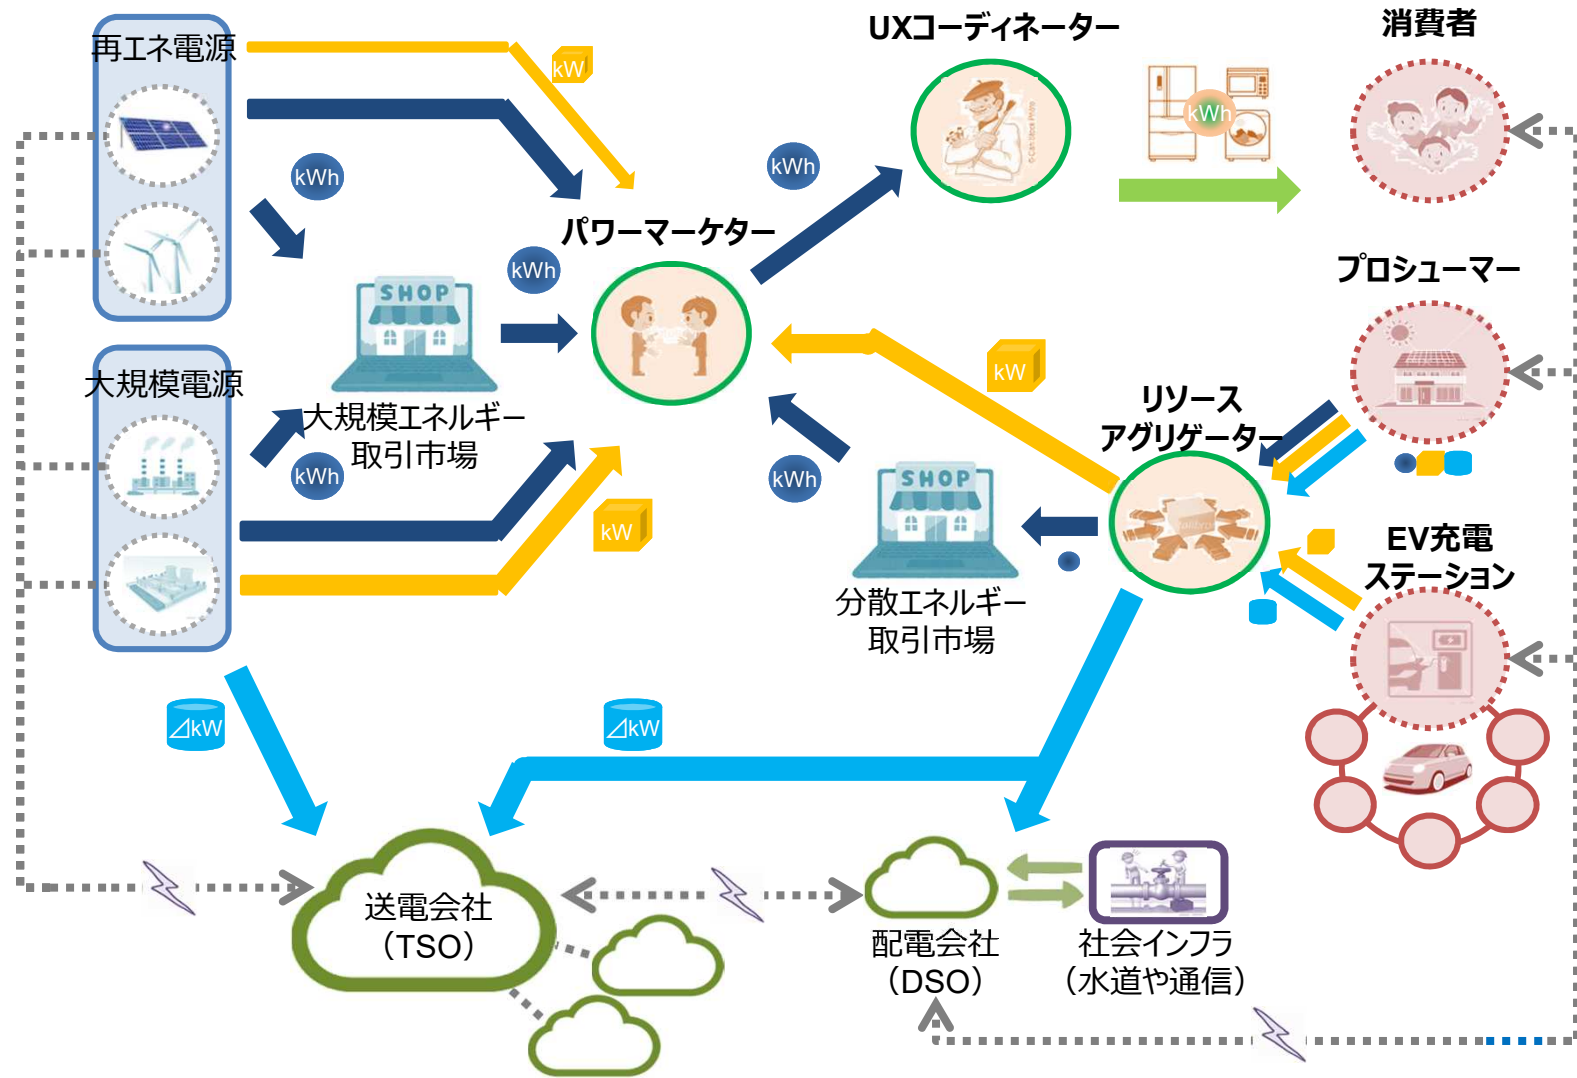 再エネ電源
kW
kWh
UXコーディネーター
kWh
kWh
消費者
パワーマーケター
kWh
SHOP
大規模エネルギー
取引市場
大規模電源
kWh
kW
プロシューマー
kW
リソース
アグリゲーター
kWh
SHOP
分散エネルギー
取引市場
EV充電
ステーション
⊿kW
⊿kW
送電会社
（TSO）
配電会社
（DSO）
社会インフラ
（水道や通信）